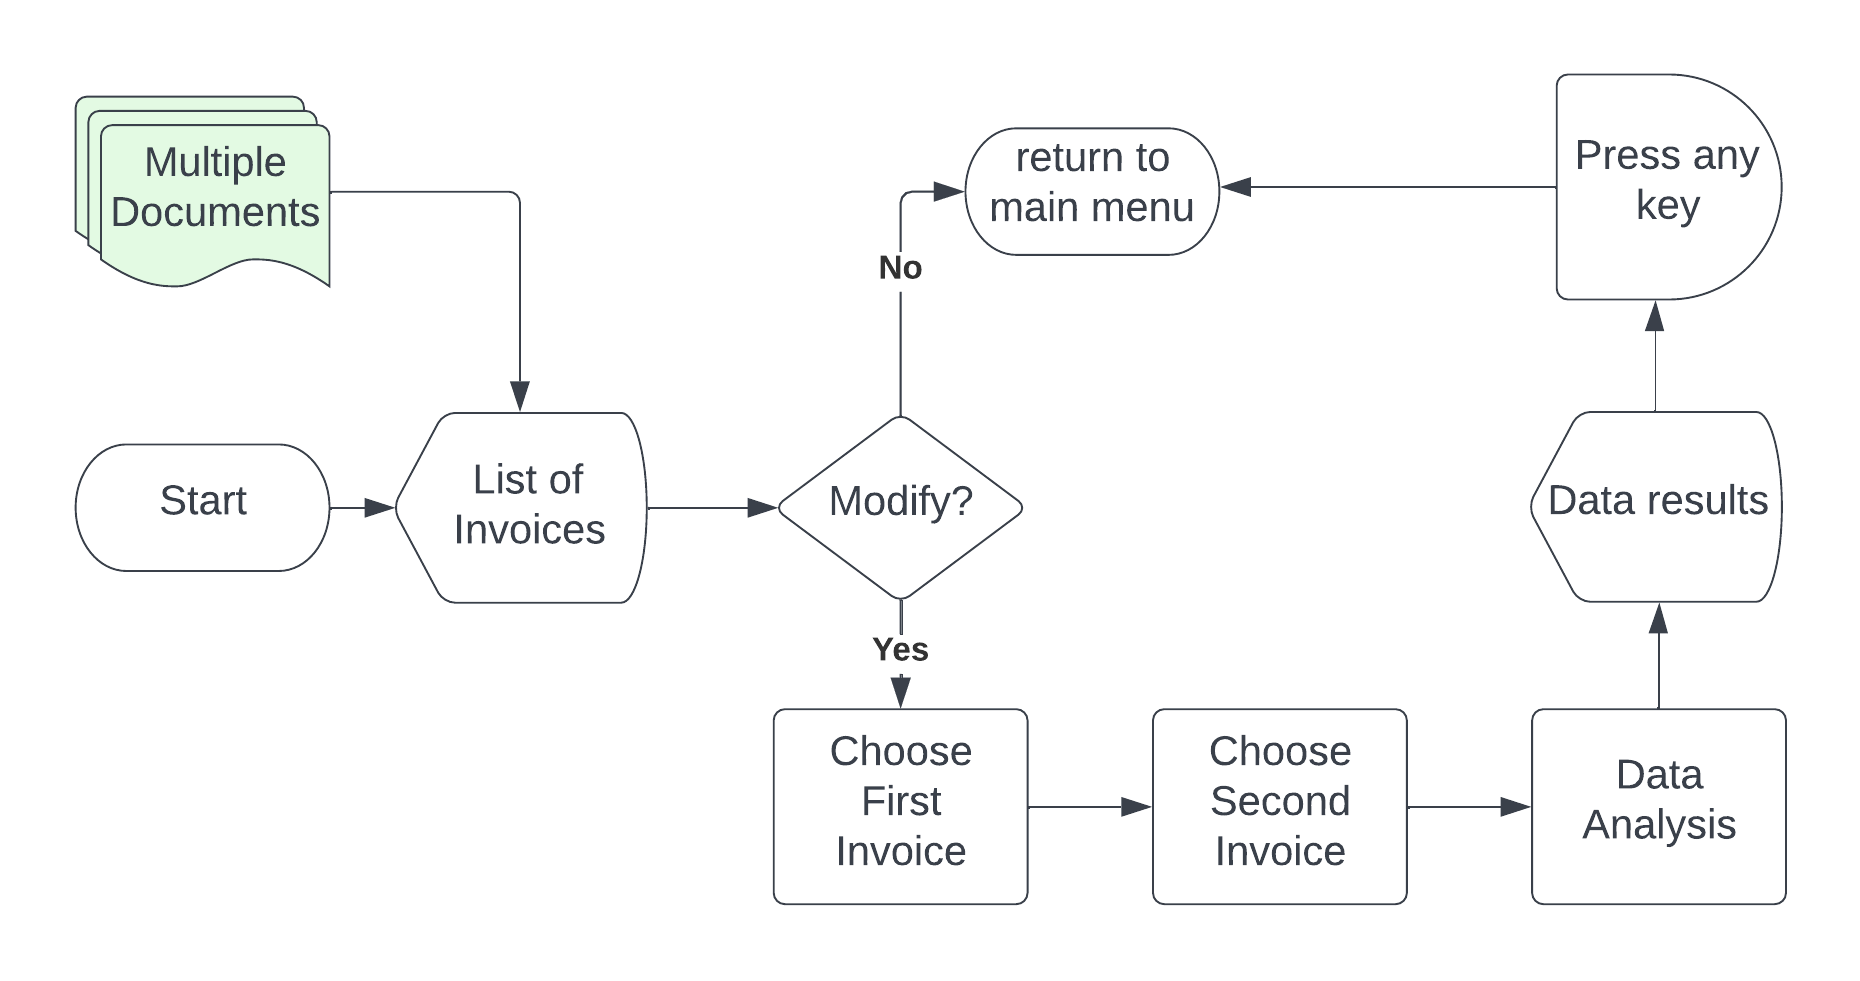 Multiple
Documents
return to
main menu
Press any
key
No
Start
List of
Invoices
Modify?
Data results
Yes
Choose
First
Invoice
Choose
Second
Invoice
Data
Analysis